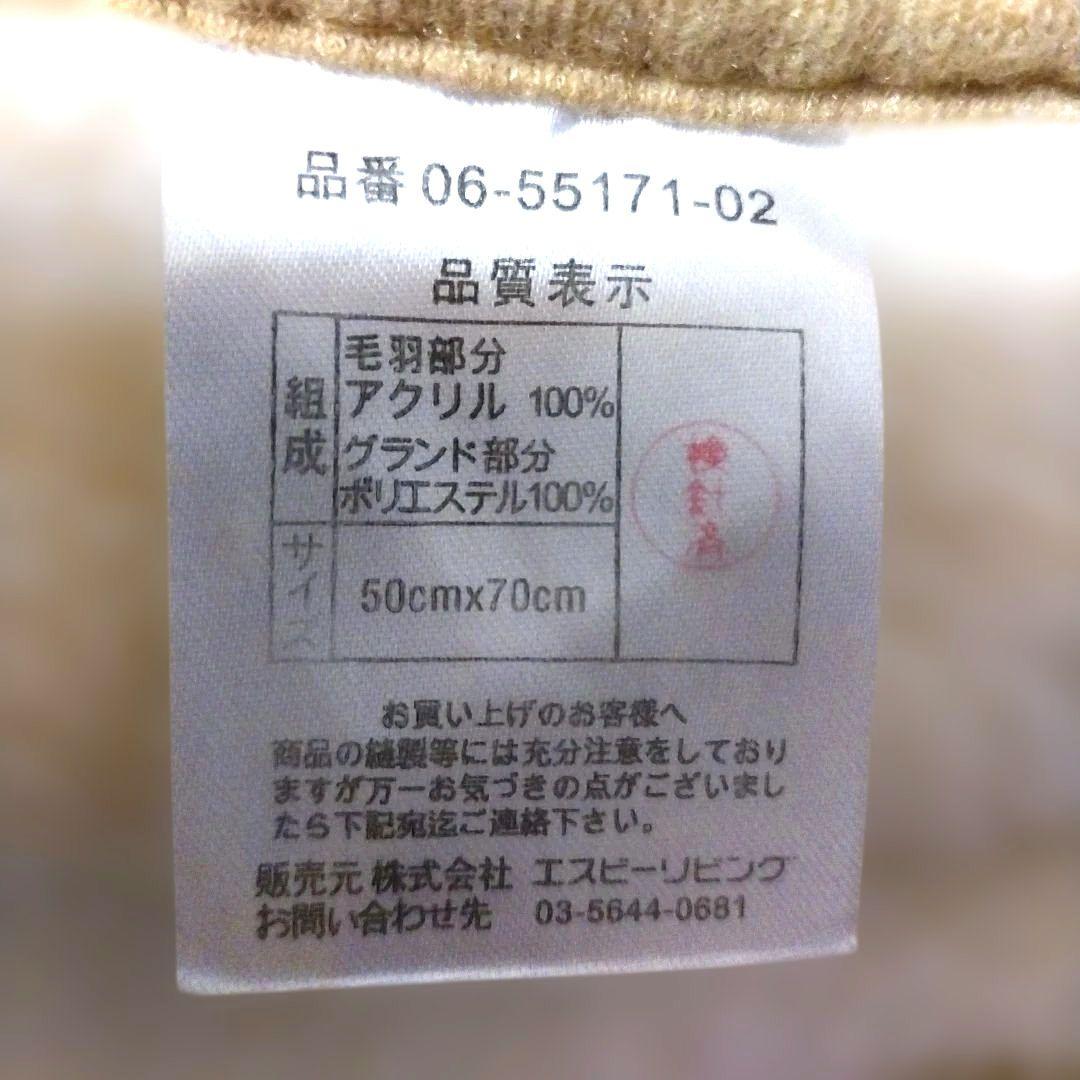 品番 06-55171-02
品質表示
組成
毛羽部分
アクリル 100%
グランド部分
ポリエステル100%
サイズ
50cmx70cm
検針済
お買い上げのお客様へ
商品の縫製等には充分注意をしており
ますが万一お気づきの点がございまし
たら下記宛迄ご連絡下さい。
販売元 株式会社 エスビーリビング
お問い合わせ先 03-5644-0681